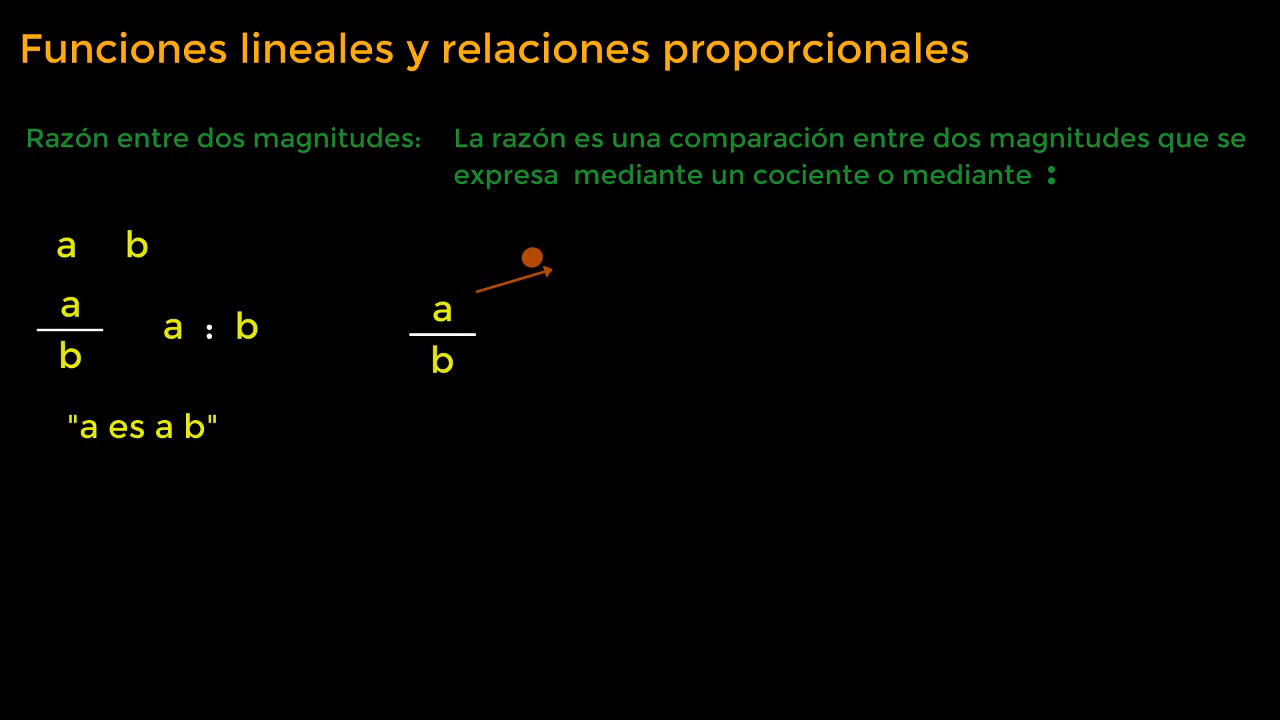 Funciones lineales y relaciones proporcionales
Razón entre dos magnitudes:
La razón es una comparación entre dos magnitudes que se
expresa mediante un cociente o mediante :
a b
a
b
a : b
"a es a b"
a
b